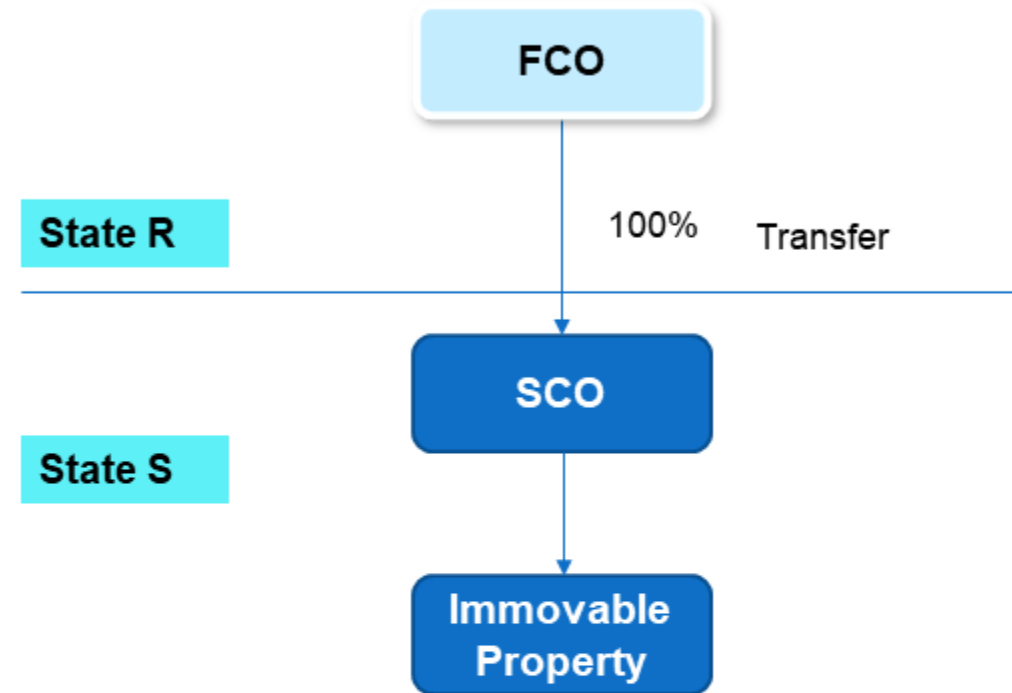 FCO
State R
100%
Transfer
SCO
State S
Immovable
Property